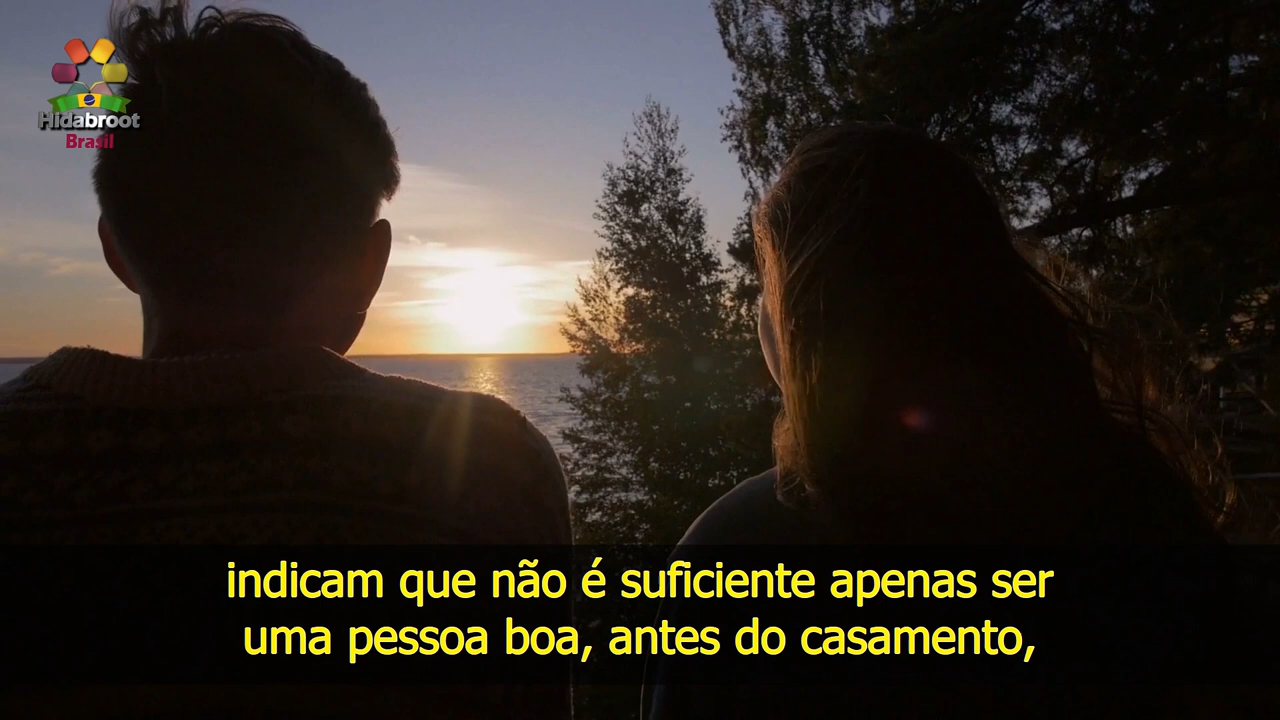 Hidabroot
Brasil
indicam que não é suficiente apenas ser
uma pessoa boa, antes do casamento,